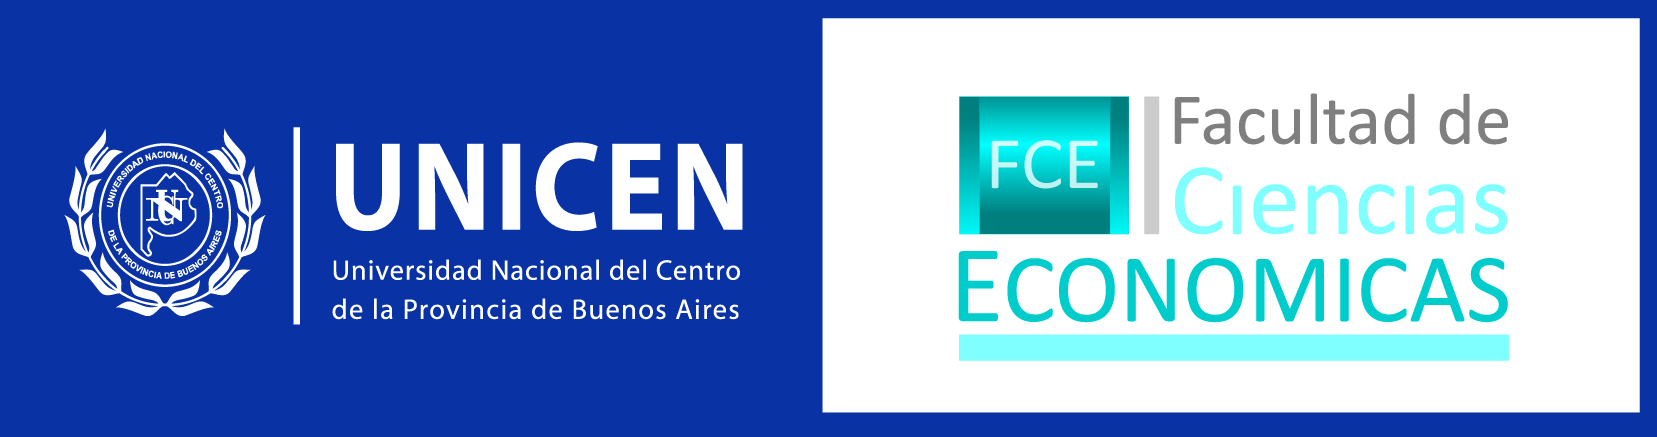 UNIVERSIDAD NACIONAL DEL CENTRO
DE LA PROVINCIA DE BUENOS AIRES
UNICEN
Universidad Nacional del Centro
de la Provincia de Buenos Aires
FCE
Facultad de
Ciencias
ECONOMICAS